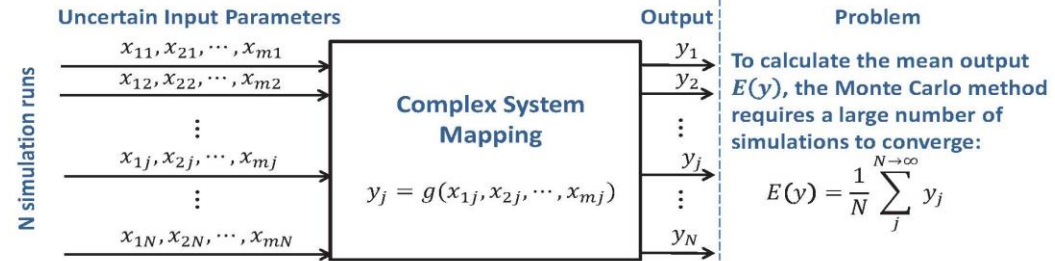 Uncertain Input Parameters
Output
Problem
N simulation runs
x₁₁, x₂₁, ⋯, xₘ₁
x₁₂, x₂₂, ⋯, xₘ₂
⋮
x₁ⱼ, x₂ⱼ, ⋯, xₘⱼ
⋮
x₁N, x₂N, ⋯, xₘN
Complex System
Mapping
yⱼ = g(x₁ⱼ, x₂ⱼ, ⋯, xₘⱼ)
y₁
y₂
⋮
yⱼ
⋮
yN
To calculate the mean output
E(y), the Monte Carlo method
requires a large number of
simulations to converge:
E(y) = 1/N ∑ⱼ^{N→∞} yⱼ